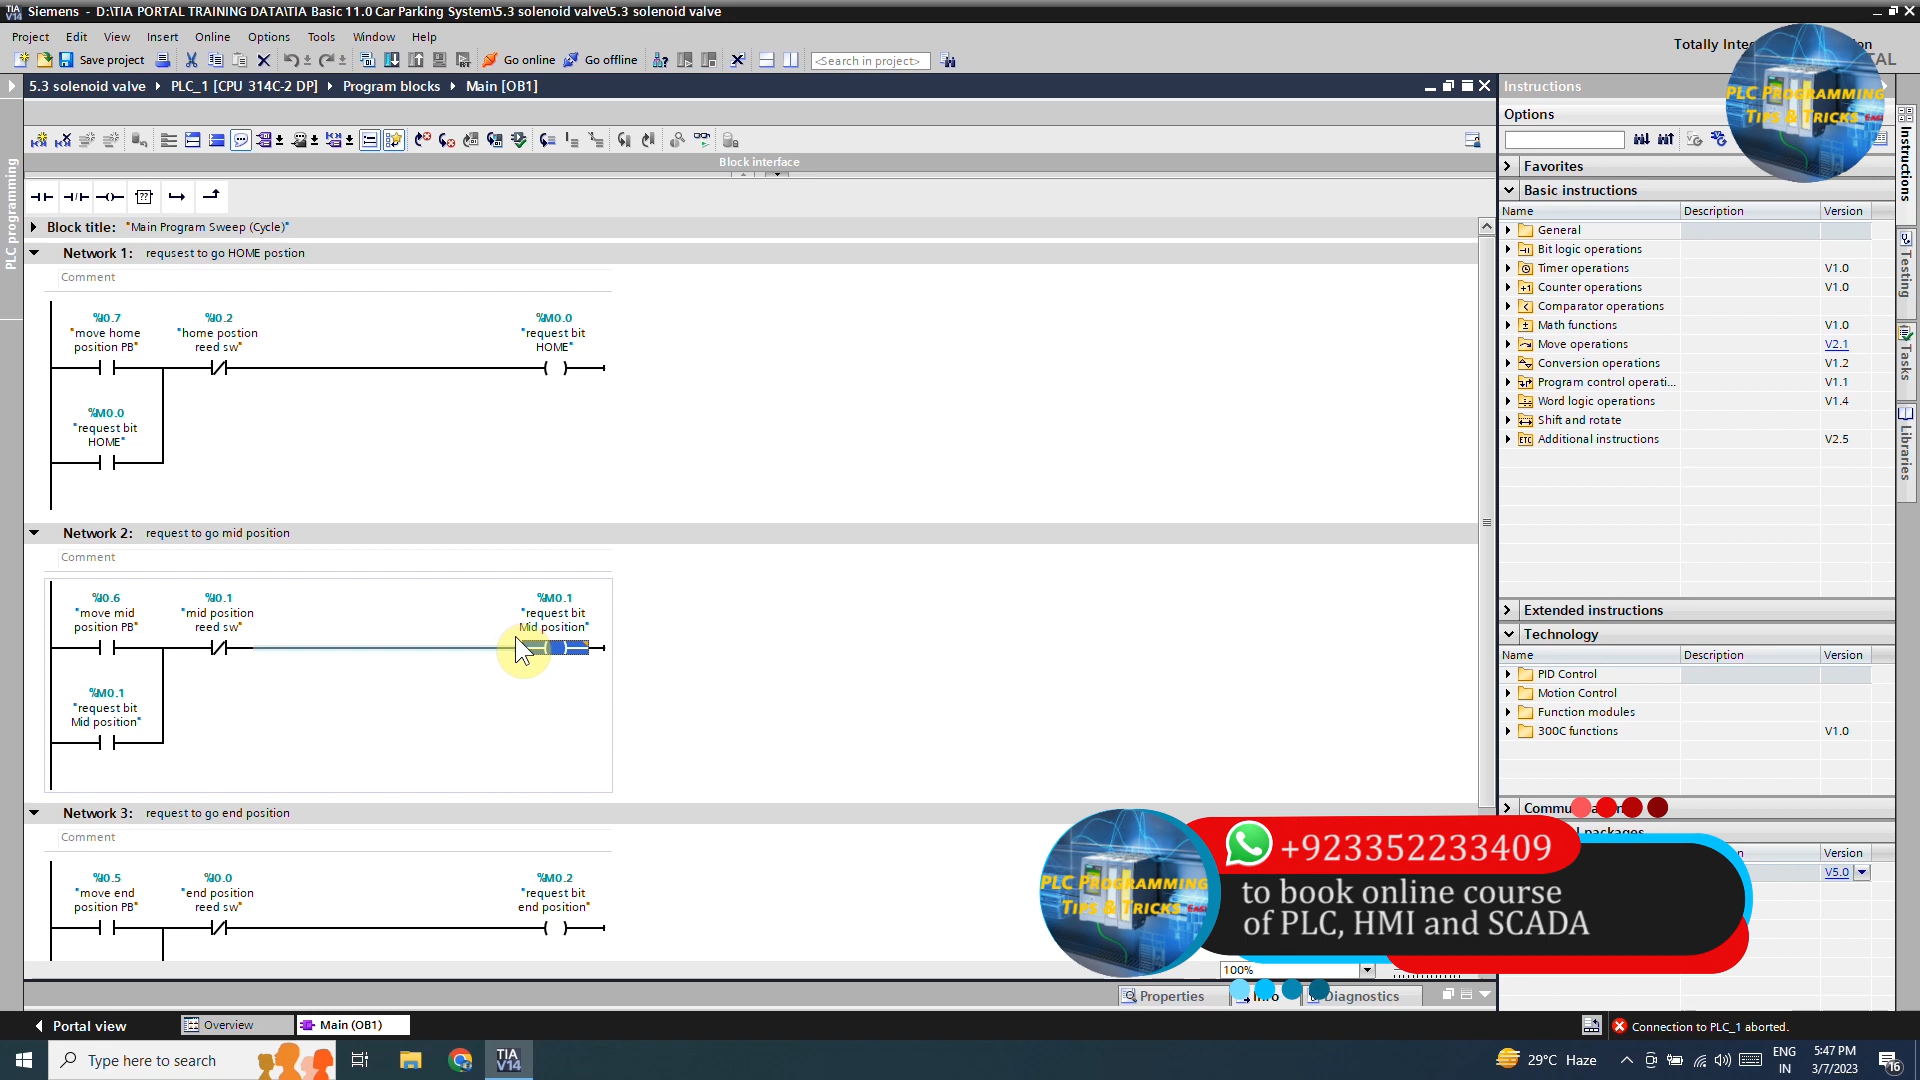 Siemens - D:\TIA PORTAL TRAINING DATA\TIA Basic 11.0 Car Parking System\5.3 solenoid valve\5.3 solenoid valve
Project Edit View Insert Online Options Tools Window Help
Save project Go online Go offline <Search in project>
5.3 solenoid valve PLC_1 [CPU 314C-2 DP] Program blocks Main [OB1]
Block interface
PLC programming
Block title: "Main Program Sweep (Cycle)"
Network 1: requsest to go HOME postion
Comment
%I0.7 %I0.2 %M0.0
"move home "home postion "request bit
position PB" reed sw" HOME"
%M0.0
"request bit
HOME"
Network 2: request to go mid position
Comment
%I0.6 %I0.1 %M0.1
"move mid "mid position "request bit
position PB" reed sw" Mid position"
%M0.1
"request bit
Mid position"
Network 3: request to go end position
Comment
%I0.5 %I0.0 %M0.2
"move end "end position "request bit
position PB" reed sw" end position"
100%
Properties Info Diagnostics
Instructions
Options
Favorites
Basic instructions
Name Description Version
General
Bit logic operations
Timer operations V1.0
Counter operations V1.0
Comparator operations
Math functions V1.0
Move operations V2.1
Conversion operations V1.2
Program control operati... V1.1
Word logic operations V1.4
Shift and rotate
Additional instructions V2.5
Extended instructions
Technology
Name Description Version
PID Control
Motion Control
Function modules
300C functions V1.0
Version
V5.0
Instructions
Testing
Tasks
Libraries
PLC PROGRAMMING
TIPS & TRICKS EASI
PLC PROGRAMMING
TIPS & TRICKS EASI
+923352233409
to book online course
of PLC, HMI and SCADA
Portal view Overview Main (OB1) Connection to PLC_1 aborted.
Type here to search TIA V14 29°C Haze ENG IN 5:47 PM 3/7/2023 16